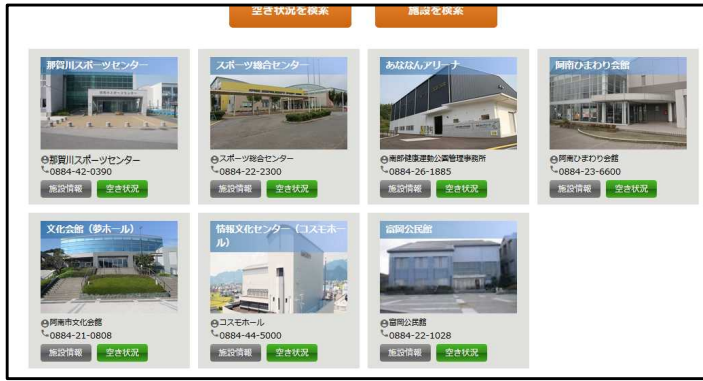 空き状況を検索
施設を検索
那賀川スポーツセンター
那賀川スポーツセンター
0884-42-0390
施設情報
空き状況
スポーツ総合センター
スポーツ総合センター
0884-22-2300
施設情報
空き状況
あななんアリーナ
南部健康運動公園管理事務所
0884-26-1885
施設情報
空き状況
阿南ひまわり会館
阿南ひまわり会館
0884-23-6600
施設情報
空き状況
文化会館（夢ホール）
阿南市文化会館
0884-21-0808
施設情報
空き状況
情報文化センター（コスモホー
ル）
コスモホール
0884-44-5000
施設情報
空き状況
富岡公民館
富岡公民館
0884-22-1028
施設情報
空き状況